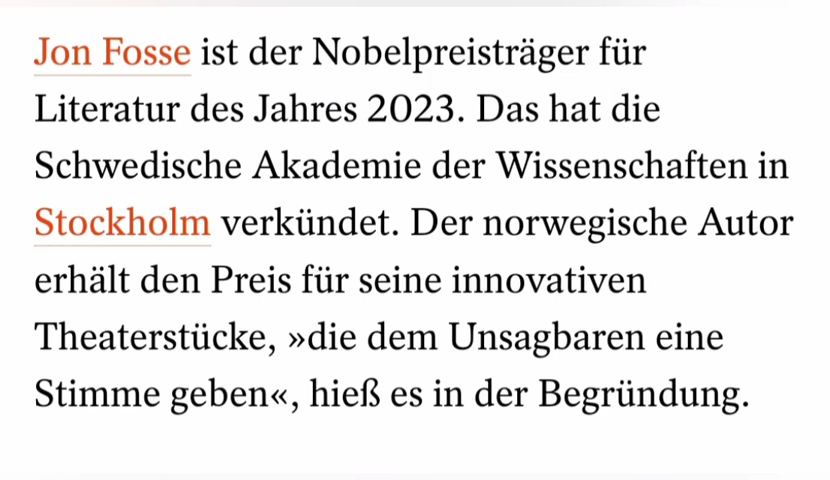 Jon Fosse ist der Nobelpreisträger für
Literatur des Jahres 2023. Das hat die
Schwedische Akademie der Wissenschaften in
Stockholm verkündet. Der norwegische Autor
erhält den Preis für seine innovativen
Theaterstücke, »die dem Unsagbaren eine
Stimme geben«, hieß es in der Begründung.